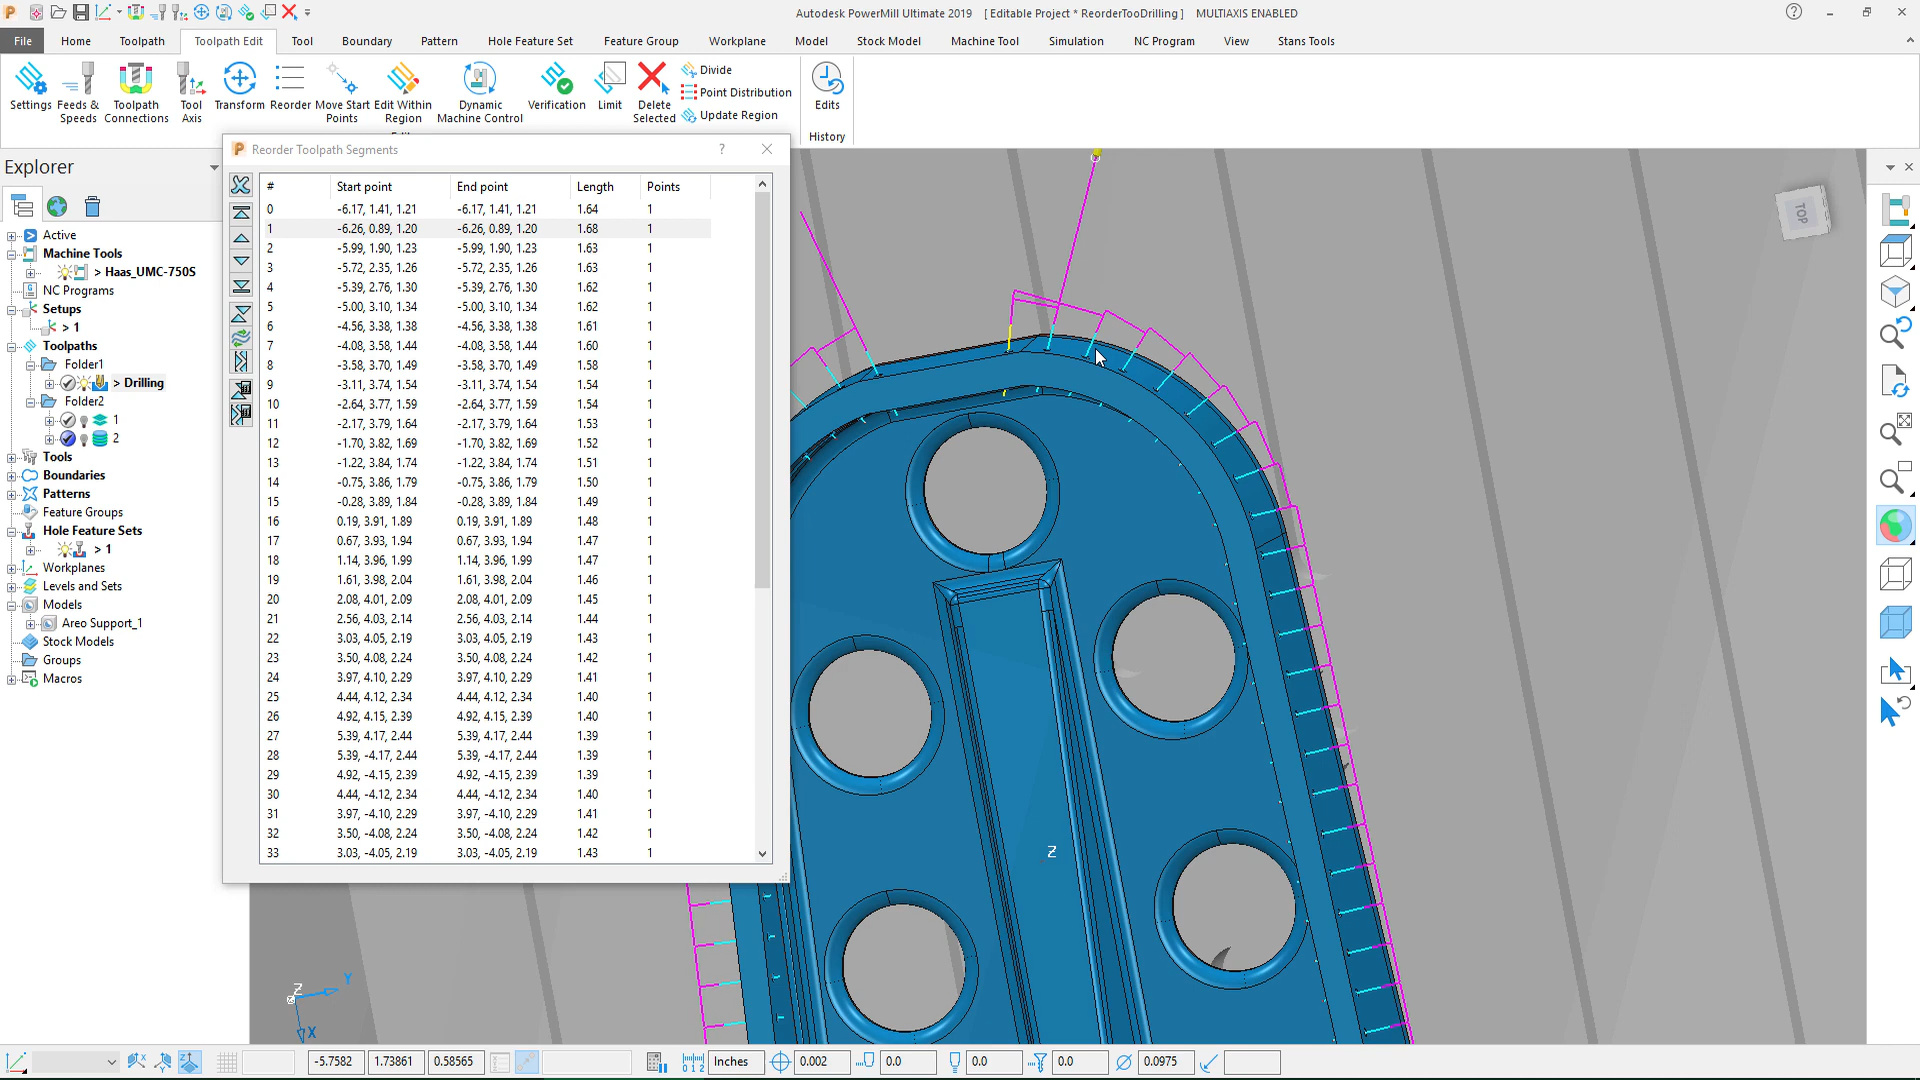 Autodesk PowerMill Ultimate 2019 [ Editable Project * ReorderTooDrilling ] MULTIAXIS ENABLED
File Home Toolpath Toolpath Edit Tool Boundary Pattern Hole Feature Set Feature Group Workplane Model Stock Model Machine Tool Simulation NC Program View Stans Tools
Settings
Feeds & Speeds
Toolpath Connections
Tool Axis
Transform
Reorder
Move Start Points
Edit Within Region
Dynamic Machine Control
Verification
Limit
Delete Selected
Divide
Point Distribution
Update Region
Edits
History
Explorer
Active
Machine Tools
> Haas_UMC-750S
NC Programs
Setups
> 1
Toolpaths
Folder1
> Drilling
Folder2
1
2
Tools
Boundaries
Patterns
Feature Groups
Hole Feature Sets
> 1
Workplanes
Levels and Sets
Models
Areo Support_1
Stock Models
Groups
Macros
Reorder Toolpath Segments ?
# Start point End point Length Points
0 -6.17, 1.41, 1.21 -6.17, 1.41, 1.21 1.64 1
1 -6.26, 0.89, 1.20 -6.26, 0.89, 1.20 1.68 1
2 -5.99, 1.90, 1.23 -5.99, 1.90, 1.23 1.63 1
3 -5.72, 2.35, 1.26 -5.72, 2.35, 1.26 1.63 1
4 -5.39, 2.76, 1.30 -5.39, 2.76, 1.30 1.62 1
5 -5.00, 3.10, 1.34 -5.00, 3.10, 1.34 1.62 1
6 -4.56, 3.38, 1.38 -4.56, 3.38, 1.38 1.61 1
7 -4.08, 3.58, 1.44 -4.08, 3.58, 1.44 1.60 1
8 -3.58, 3.70, 1.49 -3.58, 3.70, 1.49 1.58 1
9 -3.11, 3.74, 1.54 -3.11, 3.74, 1.54 1.54 1
10 -2.64, 3.77, 1.59 -2.64, 3.77, 1.59 1.54 1
11 -2.17, 3.79, 1.64 -2.17, 3.79, 1.64 1.53 1
12 -1.70, 3.82, 1.69 -1.70, 3.82, 1.69 1.52 1
13 -1.22, 3.84, 1.74 -1.22, 3.84, 1.74 1.51 1
14 -0.75, 3.86, 1.79 -0.75, 3.86, 1.79 1.50 1
15 -0.28, 3.89, 1.84 -0.28, 3.89, 1.84 1.49 1
16 0.19, 3.91, 1.89 0.19, 3.91, 1.89 1.48 1
17 0.67, 3.93, 1.94 0.67, 3.93, 1.94 1.47 1
18 1.14, 3.96, 1.99 1.14, 3.96, 1.99 1.47 1
19 1.61, 3.98, 2.04 1.61, 3.98, 2.04 1.46 1
20 2.08, 4.01, 2.09 2.08, 4.01, 2.09 1.45 1
21 2.56, 4.03, 2.14 2.56, 4.03, 2.14 1.44 1
22 3.03, 4.05, 2.19 3.03, 4.05, 2.19 1.43 1
23 3.50, 4.08, 2.24 3.50, 4.08, 2.24 1.42 1
24 3.97, 4.10, 2.29 3.97, 4.10, 2.29 1.41 1
25 4.44, 4.12, 2.34 4.44, 4.12, 2.34 1.40 1
26 4.92, 4.15, 2.39 4.92, 4.15, 2.39 1.40 1
27 5.39, 4.17, 2.44 5.39, 4.17, 2.44 1.39 1
28 5.39, -4.17, 2.44 5.39, -4.17, 2.44 1.39 1
29 4.92, -4.15, 2.39 4.92, -4.15, 2.39 1.39 1
30 4.44, -4.12, 2.34 4.44, -4.12, 2.34 1.40 1
31 3.97, -4.10, 2.29 3.97, -4.10, 2.29 1.41 1
32 3.50, -4.08, 2.24 3.50, -4.08, 2.24 1.42 1
33 3.03, -4.05, 2.19 3.03, -4.05, 2.19 1.43 1
TOP
Z
Z
Y
X
-5.7582 1.73861 0.58565 Inches 0.002 0.0 0.0 0.0 0.0975